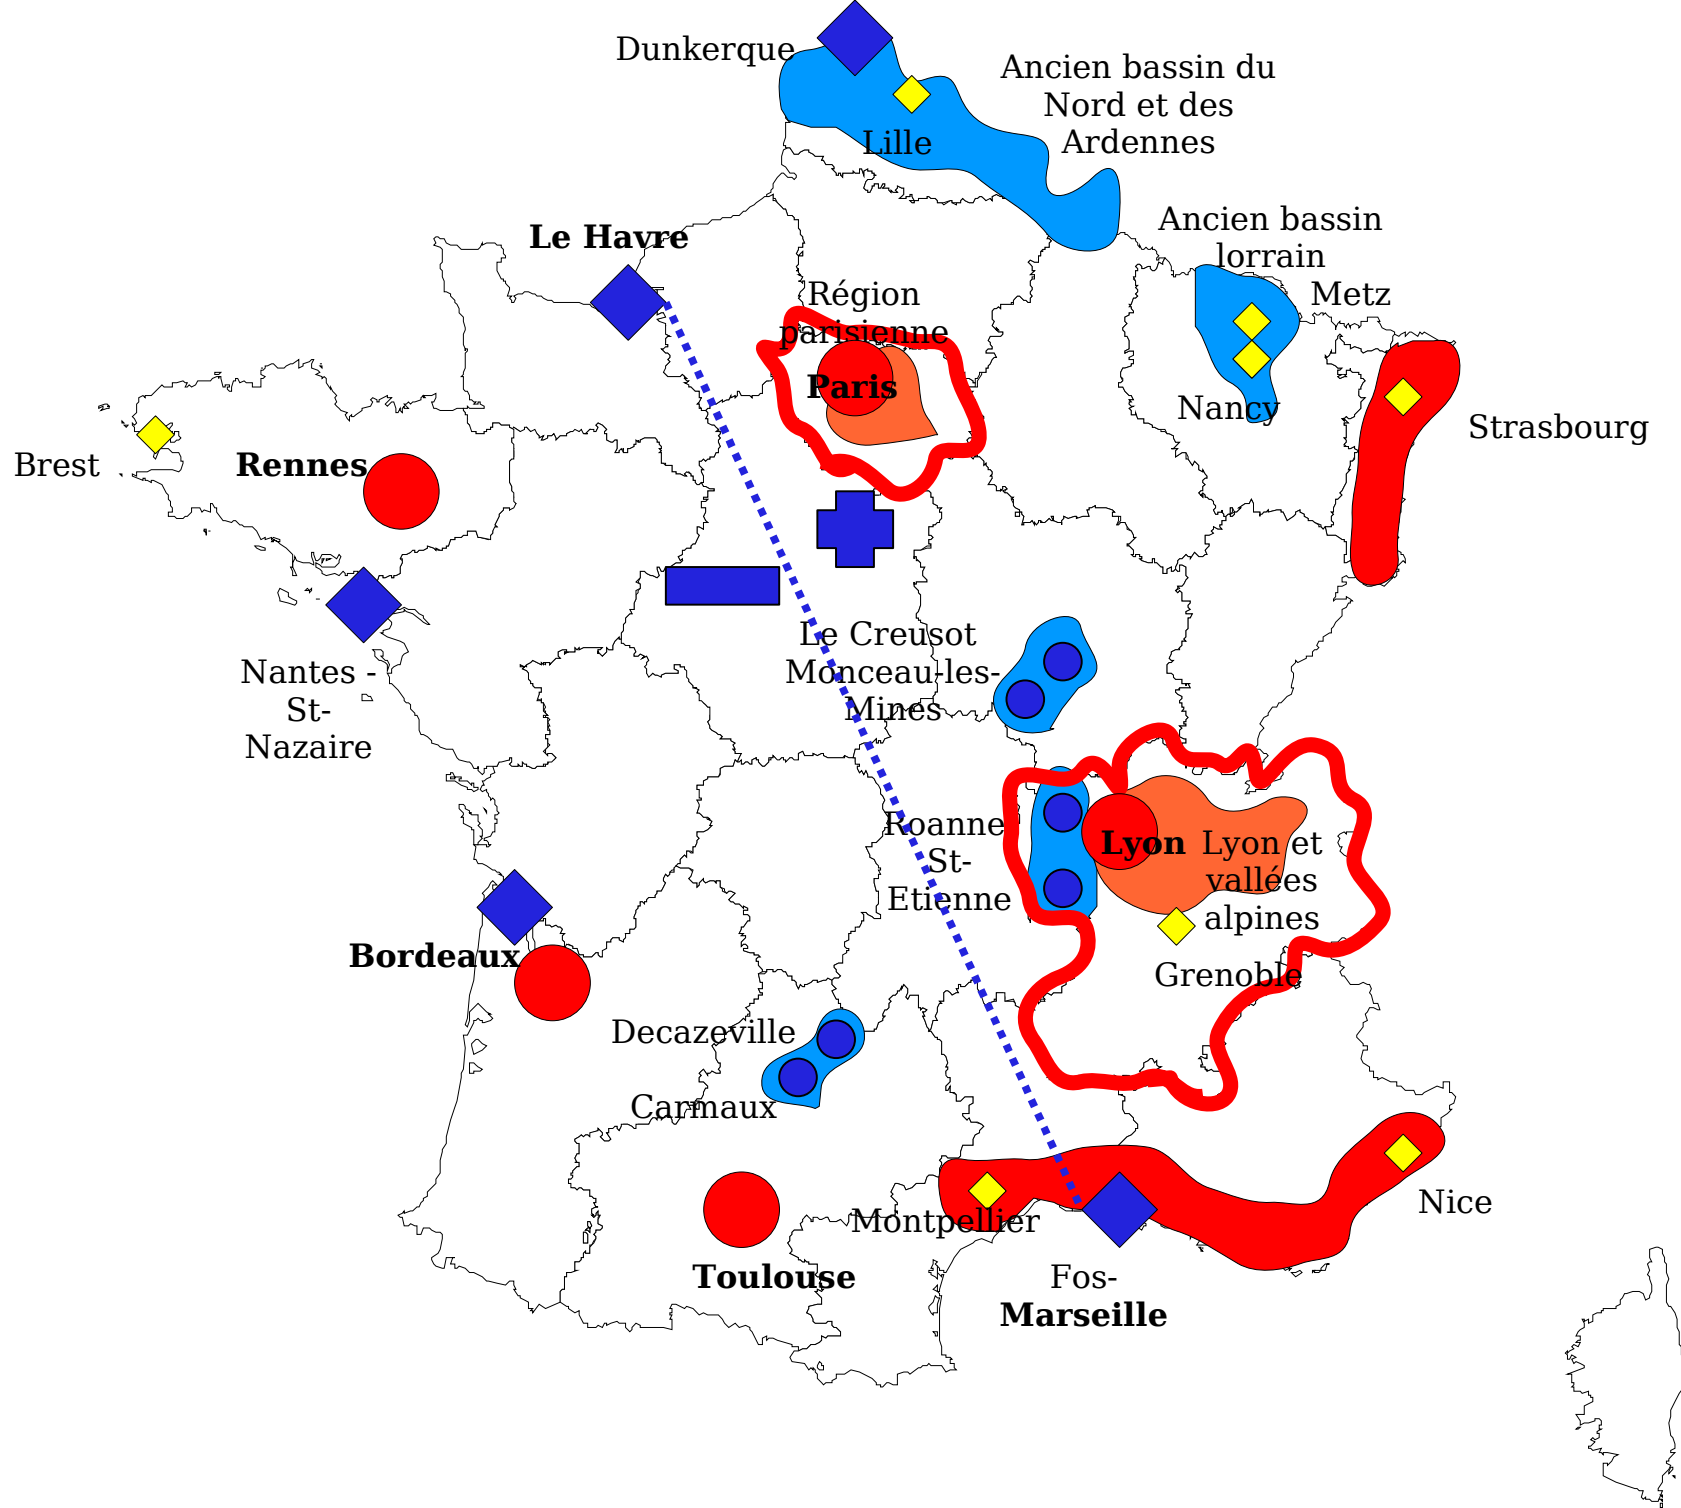 Dunkerque
Ancien bassin du
Nord et des
Ardennes
Lille
Le Havre
Ancien bassin
lorrain
Metz
Région
parisienne
Paris
Nancy
Strasbourg
Brest
Rennes
Nantes -
St-
Nazaire
Le Creusot
Monceau-les-
Mines
Roanne
St-
Etienne
Lyon
Lyon et
vallées
alpines
Grenoble
Bordeaux
Decazeville
Carmaux
Toulouse
Montpellier
Fos-
Marseille
Nice